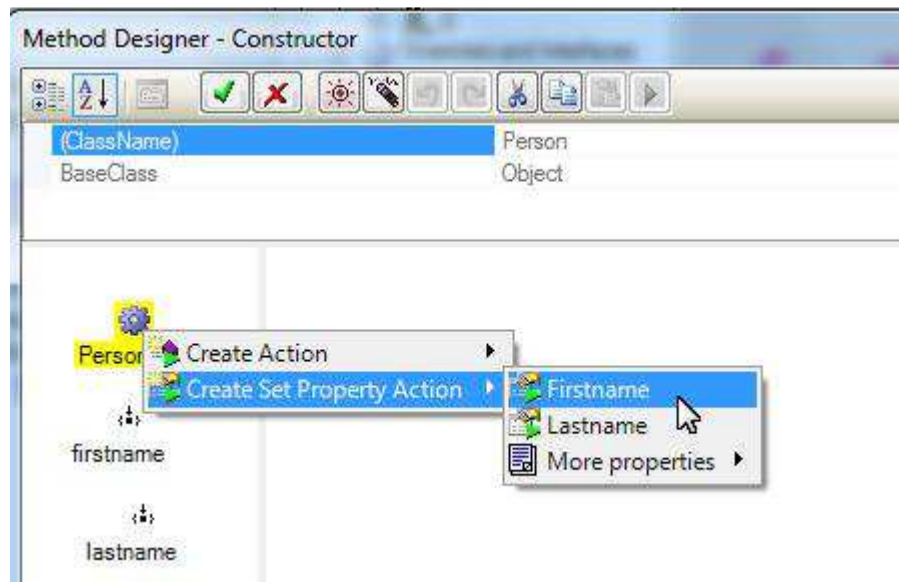 Method Designer - Constructor
(ClassName) Person
BaseClass Object
Create Action
Create Set Property Action
Firstname
Lastname
More properties
firstname
lastname